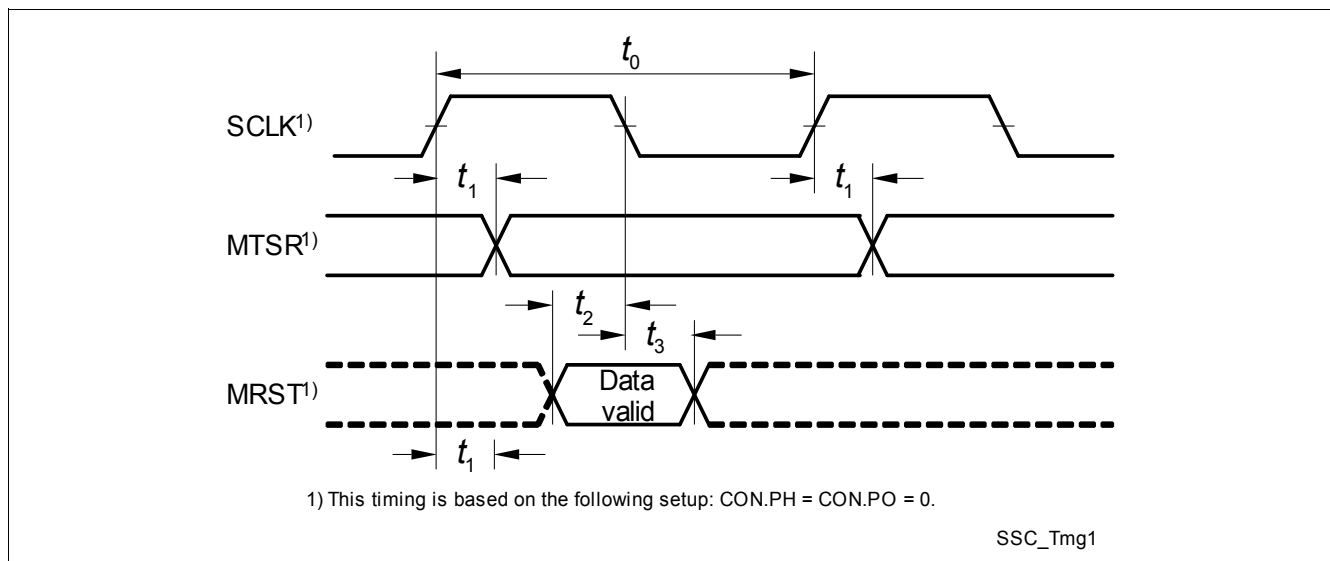 t0
SCLK1)
t1 t1
MTSR1)
t2
t3
MRST1) Data
valid
t1
1) This timing is based on the following setup: CON.PH = CON.PO = 0.
SSC_Tmg1